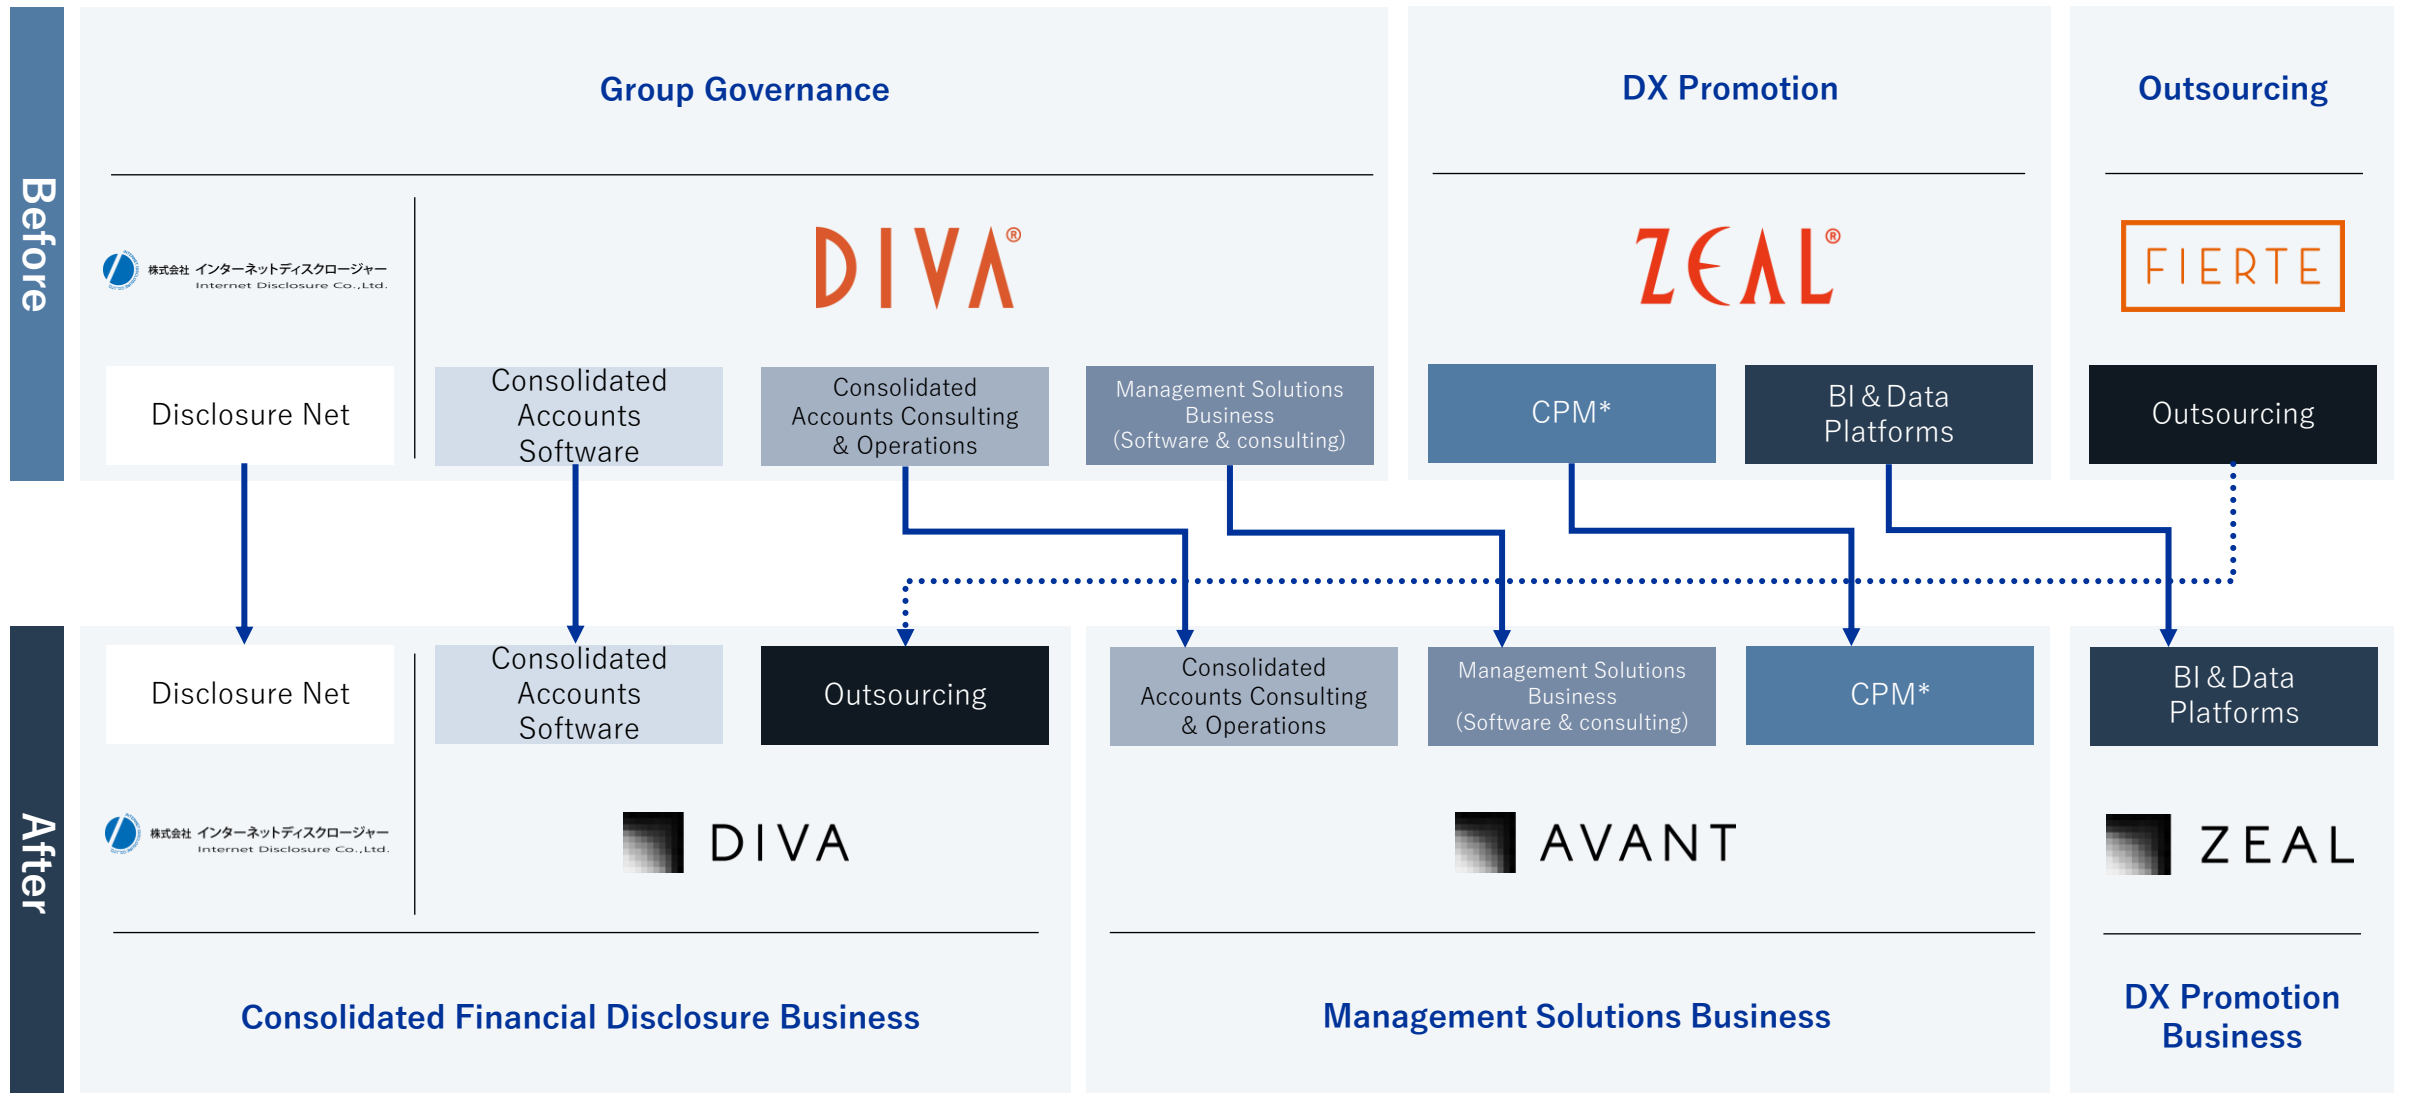 Before
Group Governance
DX Promotion
Outsourcing
株式会社 インターネットディスクロージャー
Internet Disclosure Co.,Ltd.
DIVA®
ZEAL®
FIERTE
Disclosure Net
Consolidated
Accounts
Software
Consolidated
Accounts Consulting
& Operations
Management Solutions
Business
(Software & consulting)
CPM*
BI & Data
Platforms
Outsourcing
After
Disclosure Net
Consolidated
Accounts
Software
Outsourcing
Consolidated
Accounts Consulting
& Operations
Management Solutions
Business
(Software & consulting)
CPM*
BI & Data
Platforms
株式会社 インターネットディスクロージャー
Internet Disclosure Co.,Ltd.
DIVA
AVANT
ZEAL
Consolidated Financial Disclosure Business
Management Solutions Business
DX Promotion
Business